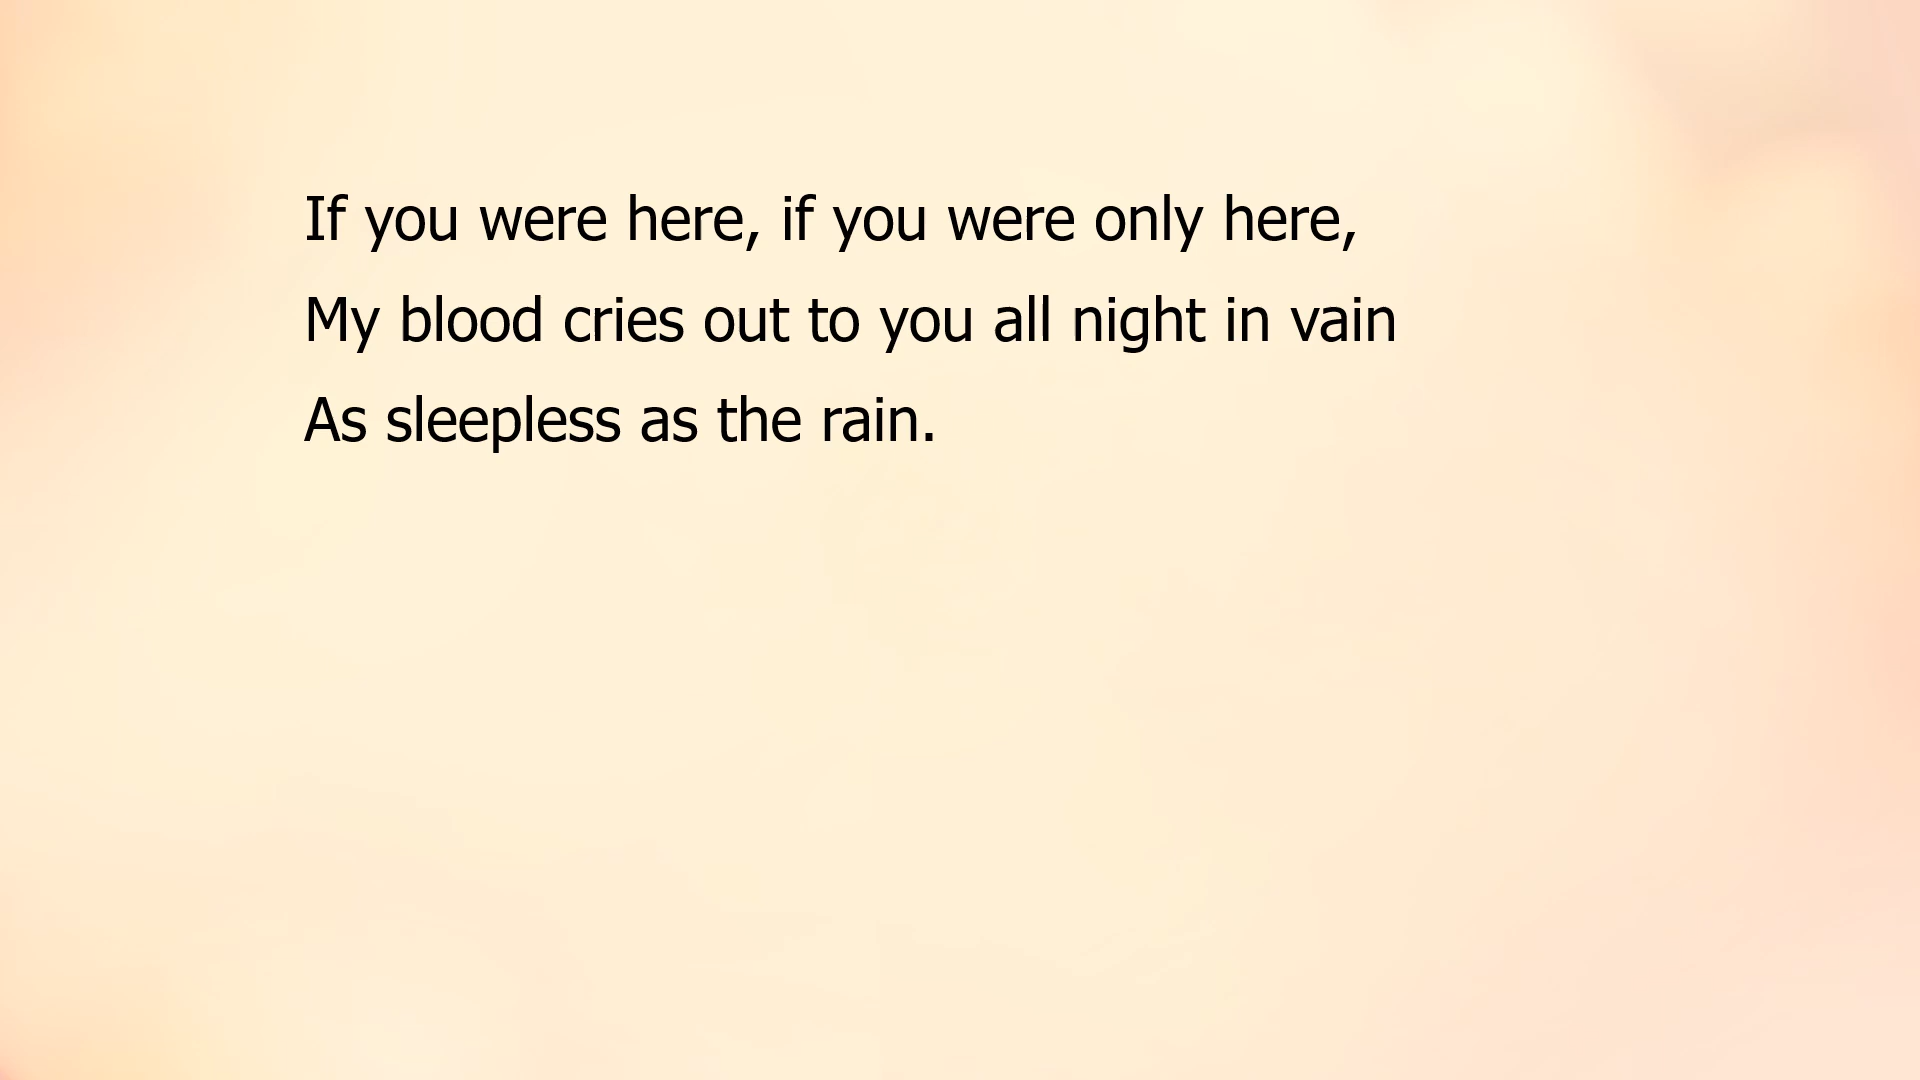 If you were here, if you were only here,
My blood cries out to you all night in vain
As sleepless as the rain.